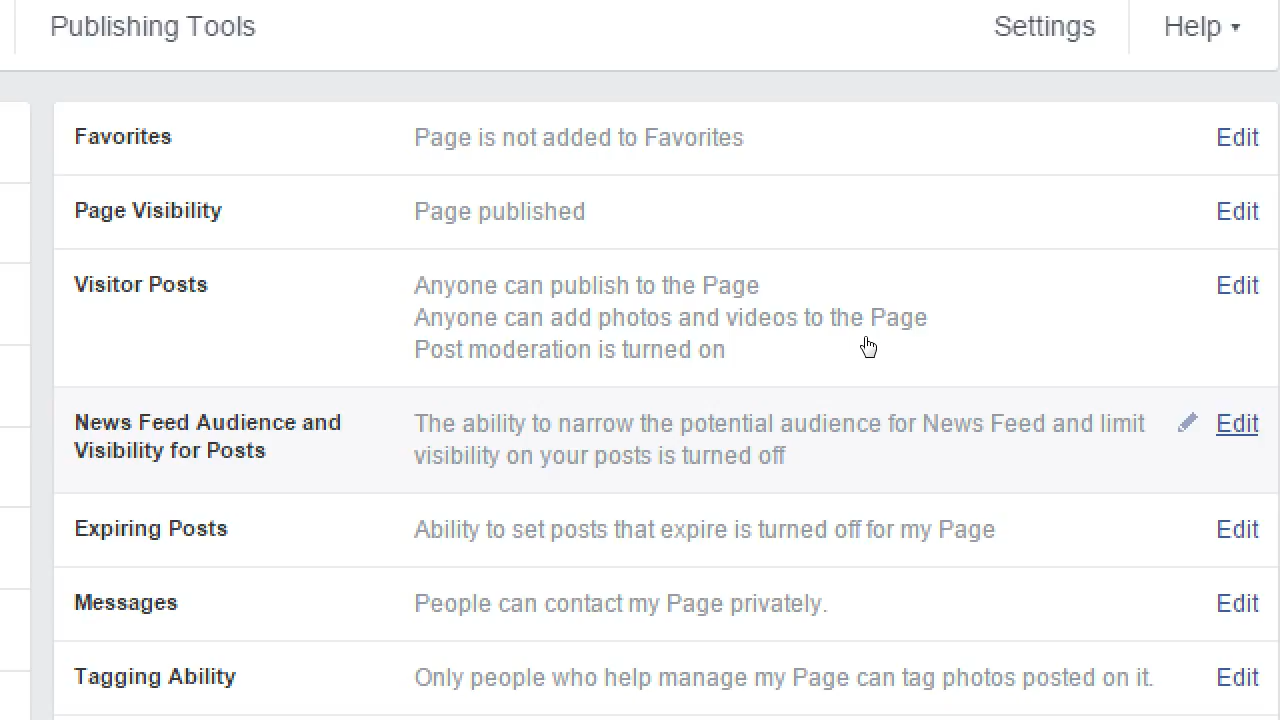 Publishing Tools Settings Help
Favorites Page is not added to Favorites Edit
Page Visibility Page published Edit
Visitor Posts Anyone can publish to the Page Edit
Anyone can add photos and videos to the Page
Post moderation is turned on
News Feed Audience and The ability to narrow the potential audience for News Feed and limit Edit
Visibility for Posts visibility on your posts is turned off
Expiring Posts Ability to set posts that expire is turned off for my Page Edit
Messages People can contact my Page privately. Edit
Tagging Ability Only people who help manage my Page can tag photos posted on it. Edit